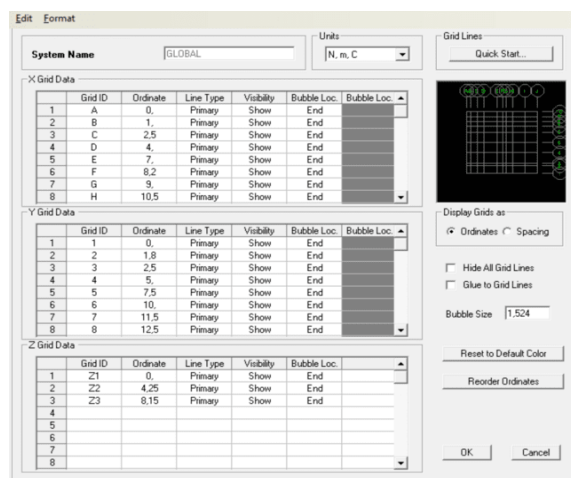 Edit Format
Units
Grid Lines
System Name GLOBAL N, m, C Quick Start...
X Grid Data
Grid ID Ordinate Line Type Visibility Bubble Loc. Bubble Loc.
1 A 0, Primary Show End
2 B 1, Primary Show End
3 C 2,5 Primary Show End
4 D 4, Primary Show End
5 E 7, Primary Show End
6 F 8,2 Primary Show End
7 G 9, Primary Show End
8 H 10,5 Primary Show End
Y Grid Data
Display Grids as
Grid ID Ordinate Line Type Visibility Bubble Loc. Bubble Loc.
Ordinates Spacing
1 1 0, Primary Show End
2 2 1,8 Primary Show End
3 3 2,5 Primary Show End
Hide All Grid Lines
4 4 5, Primary Show End
Glue to Grid Lines
5 5 7,5 Primary Show End
6 6 10, Primary Show End
Bubble Size 1,524
7 7 11,5 Primary Show End
8 8 12,5 Primary Show End
Z Grid Data
Reset to Default Color
Grid ID Ordinate Line Type Visibility Bubble Loc.
1 Z1 0, Primary Show End
Reorder Ordinates
2 Z2 4,25 Primary Show End
3 Z3 8,15 Primary Show End
4
5
6
7
OK Cancel
8